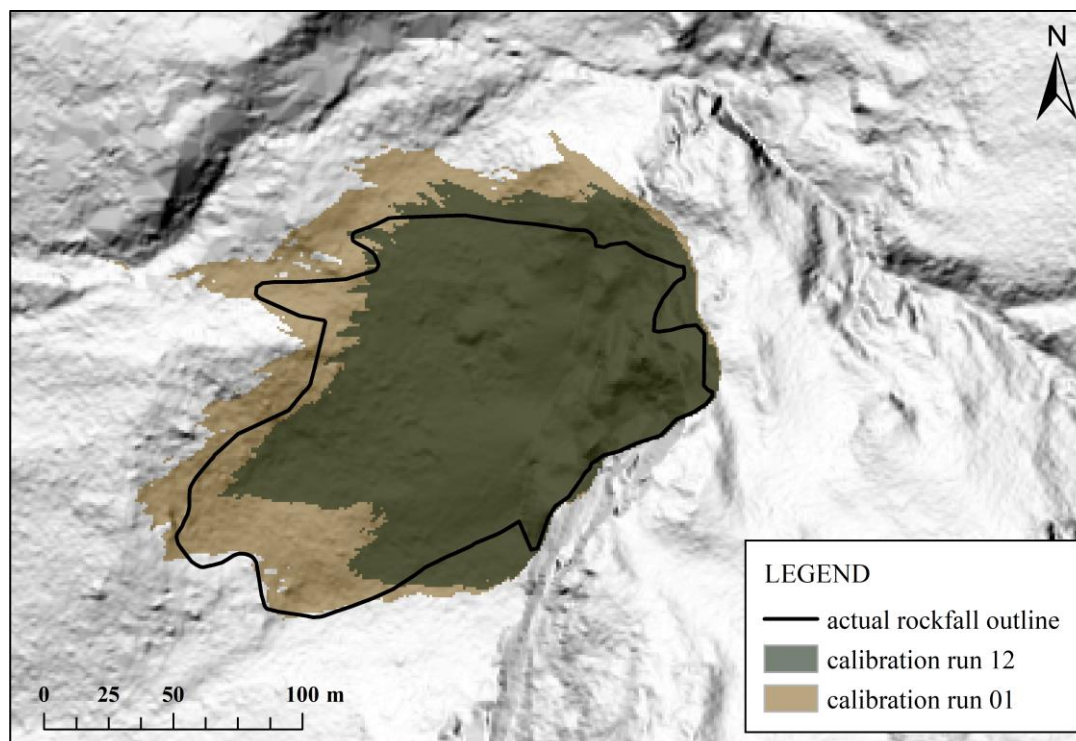 N
LEGEND
actual rockfall outline
calibration run 12
calibration run 01
0 25 50 100 m